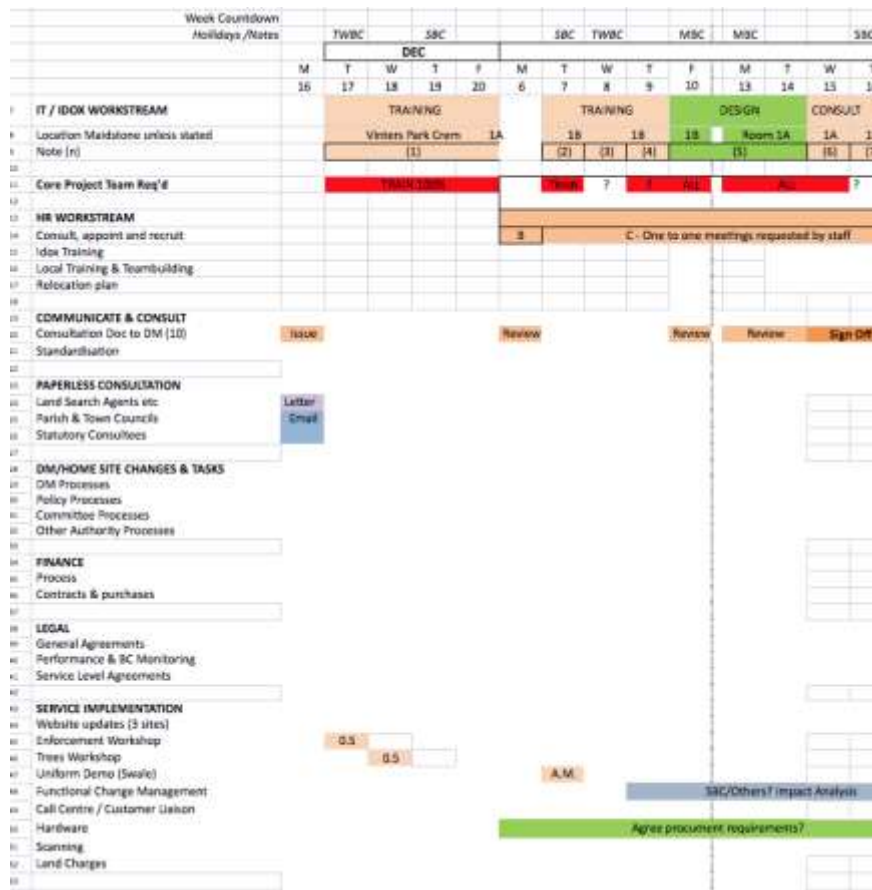 Week Countdown
Holidays /Notes TWBC SBC SBC TWBC MBC MBC SBC
DEC
M T W T F M T W T F M T W T
16 17 18 19 20 6 7 8 9 10 13 14 15
IT / IDOX WORKSTREAM TRAINING TRAINING DESIGN CONSULT
Location Maidstone unless stated Vinters Park Crem 1A 1B 1B 1B Room 1A 1A
Note (n) (1) (2) (3) (4) (5) (6)
Core Project Team Req'd TRAIN ? ? ALL ALL ?
HR WORKSTREAM
Consult, appoint and recruit B C - One to one meetings requested by staff
Idox Training
Local Training & Teambuilding
Relocation plan
COMMUNICATE & CONSULT
Consultation Doc to DM (10) Issue Review Review Review Sign Off
Standardisation
PAPERLESS CONSULTATION
Land Search Agents etc Letter
Parish & Town Councils Email
Statutory Consultees
DM/HOME SITE CHANGES & TASKS
DM Processes
Policy Processes
Committee Processes
Other Authority Processes
FINANCE
Process
Contracts & purchases
LEGAL
General Agreements
Performance & BC Monitoring
Service Level Agreements
SERVICE IMPLEMENTATION
Website updates (3 sites)
Enforcement Workshop 0.5
Trees Workshop 0.5
Uniform Demo (Swale) A.M.
Functional Change Management SBC/Others? Impact Analysis
Call Centre / Customer Liaison
Hardware Agree procument requirements?
Scanning
Land Charges